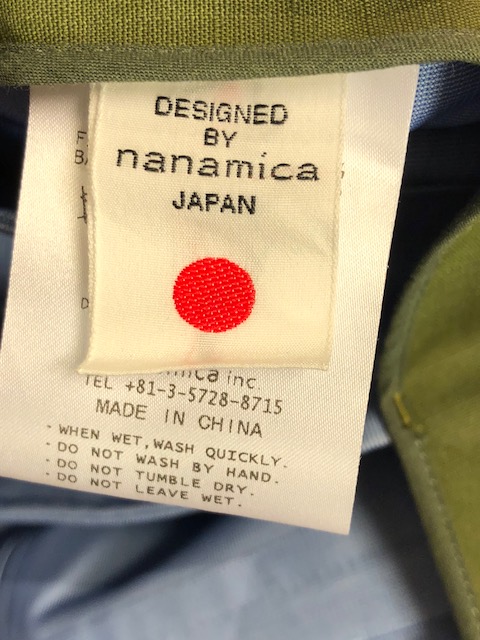 DESIGNED
BY
nanamica
JAPAN
inc.
TEL +81-3-5728-8715
MADE IN CHINA
・WHEN WET,WASH QUICKLY.
・DO NOT WASH BY HAND.
・DO NOT TUMBLE DRY.
・DO NOT LEAVE WET.